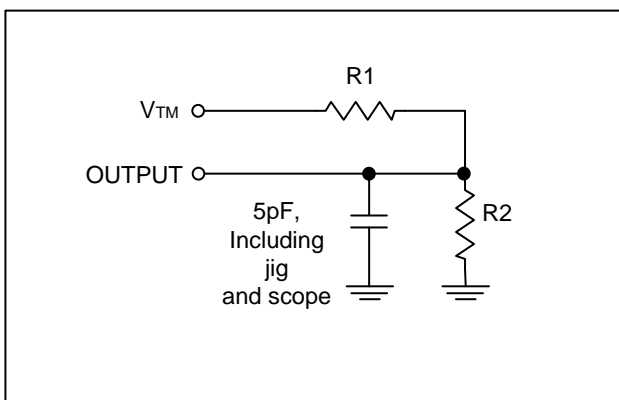 R1
VTM
OUTPUT
5pF,
Including
jig
and scope
R2